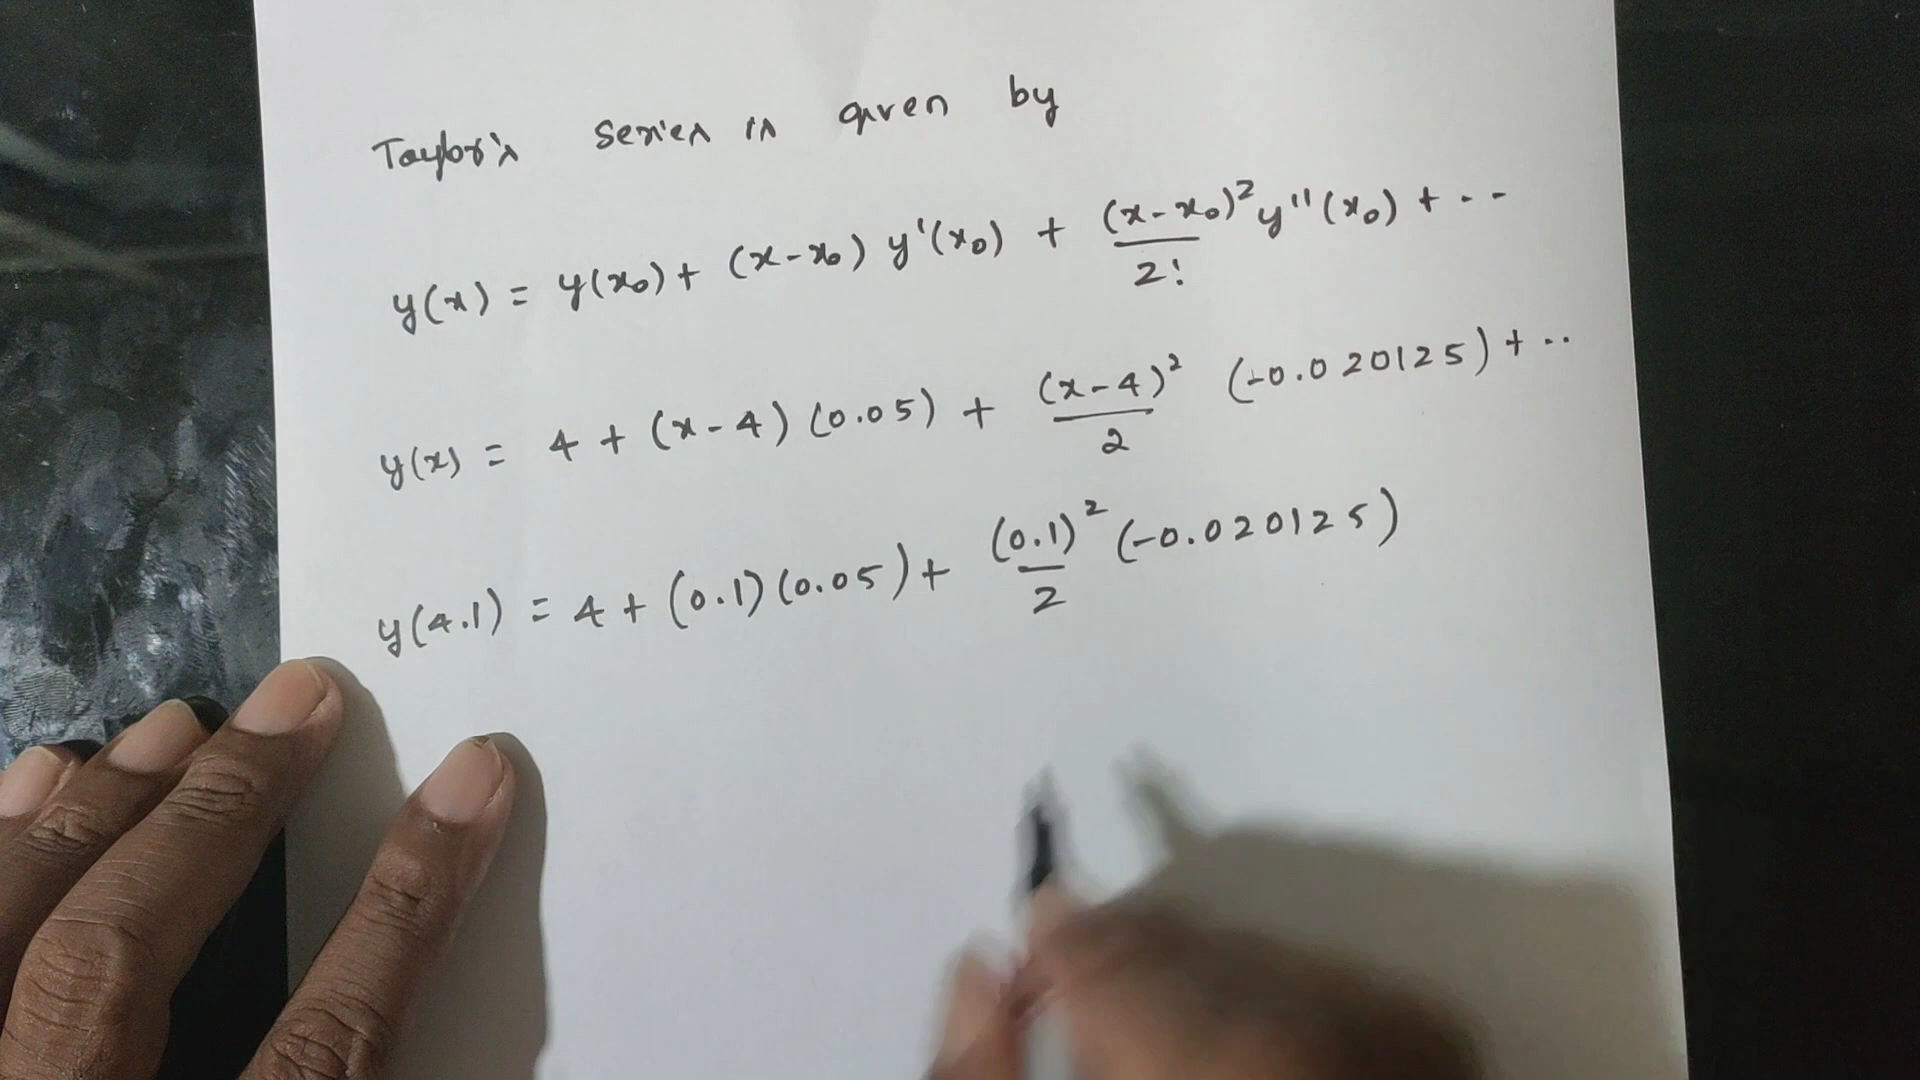 Taylor's series is given by
y(x) = y(x₀) + (x-x₀) y'(x₀) + (x-x₀)²/2! y''(x₀) + --
y(x) = 4 + (x-4) (0.05) + (x-4)²/2 (-0.020125) + ..
y(4.1) = 4 + (0.1) (0.05) + (0.1)²/2 (-0.020125)